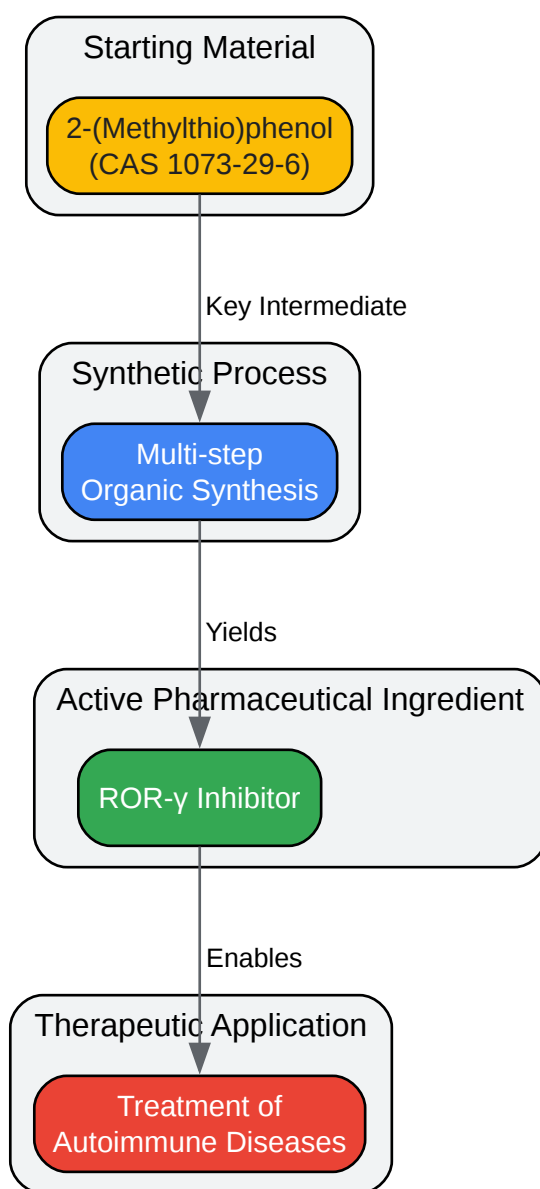 Starting Material
2-(Methylthio)phenol
(CAS 1073-29-6)
Key Intermediate
Synthetic Process
Multi-step
Organic Synthesis
Yields
Active Pharmaceutical Ingredient
ROR-γ Inhibitor
Enables
Therapeutic Application
Treatment of
Autoimmune Diseases